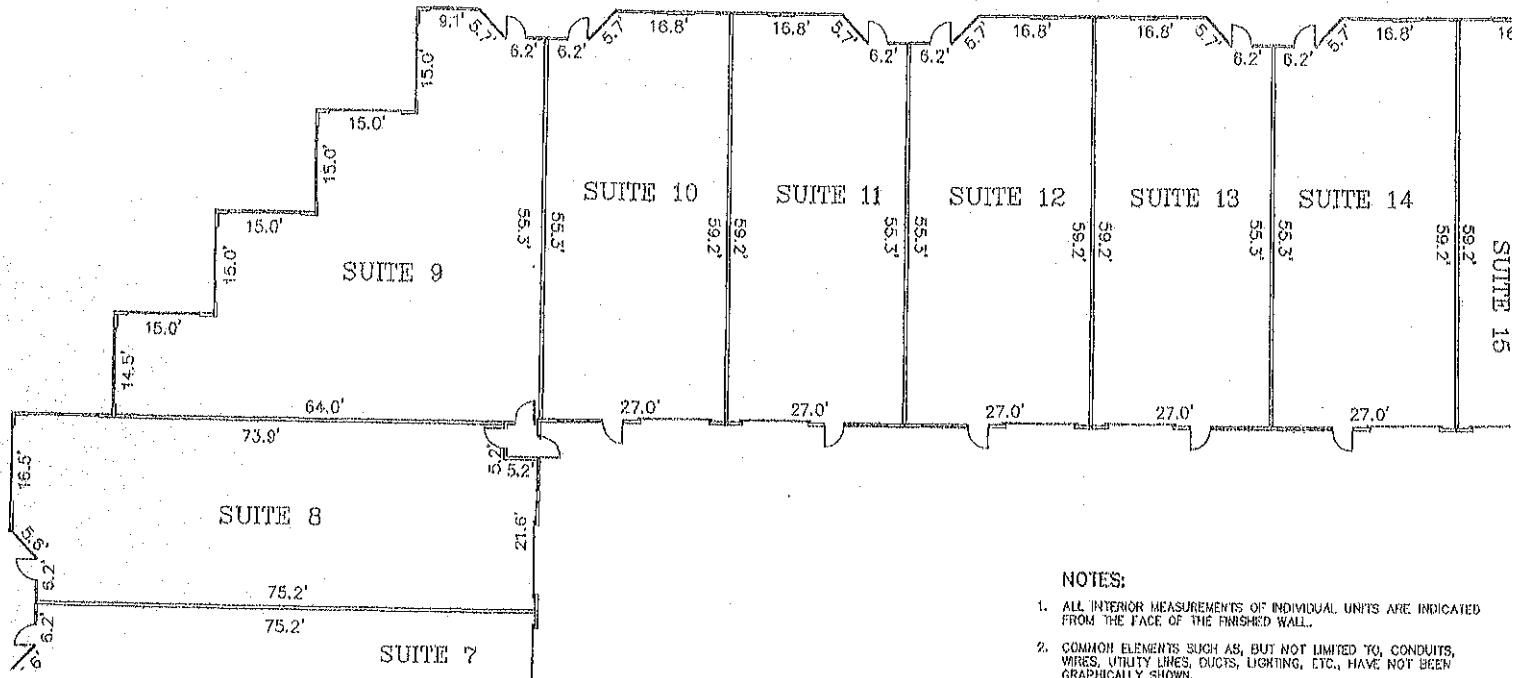 9.1' 5.7' 6.2' 6.2' 5.7' 16.8' 16.8' 5.7' 6.2' 6.2' 5.7' 16.8' 16.8' 5.7' 6.2' 6.2' 5.7' 16.8'
15.0'
15.0'
15.0'
15.0'
15.0'
15.0'
14.5'
SUITE 9
55.3' 55.3'
SUITE 10
59.2' 59.2'
SUITE 11
55.3' 55.3'
SUITE 12
59.2' 59.2'
SUITE 13
55.3' 55.3'
SUITE 14
59.2' 59.2'
SUITE 15
64.0'
27.0' 27.0' 27.0' 27.0' 27.0'
73.9'
5.2'
5.2'
16.5'
SUITE 8
21.6'
5.6'
6.2'
75.2'
75.2'
6.2'
SUITE 7
NOTES:
1. ALL INTERIOR MEASUREMENTS OF INDIVIDUAL UNITS ARE INDICATED
FROM THE FACE OF THE FINISHED WALL.
2. COMMON ELEMENTS SUCH AS, BUT NOT LIMITED TO, CONDUITS,
WIRES, UTILITY LINES, DUCTS, LIGHTING, ETC., HAVE NOT BEEN
GRAPHICALLY SHOWN.